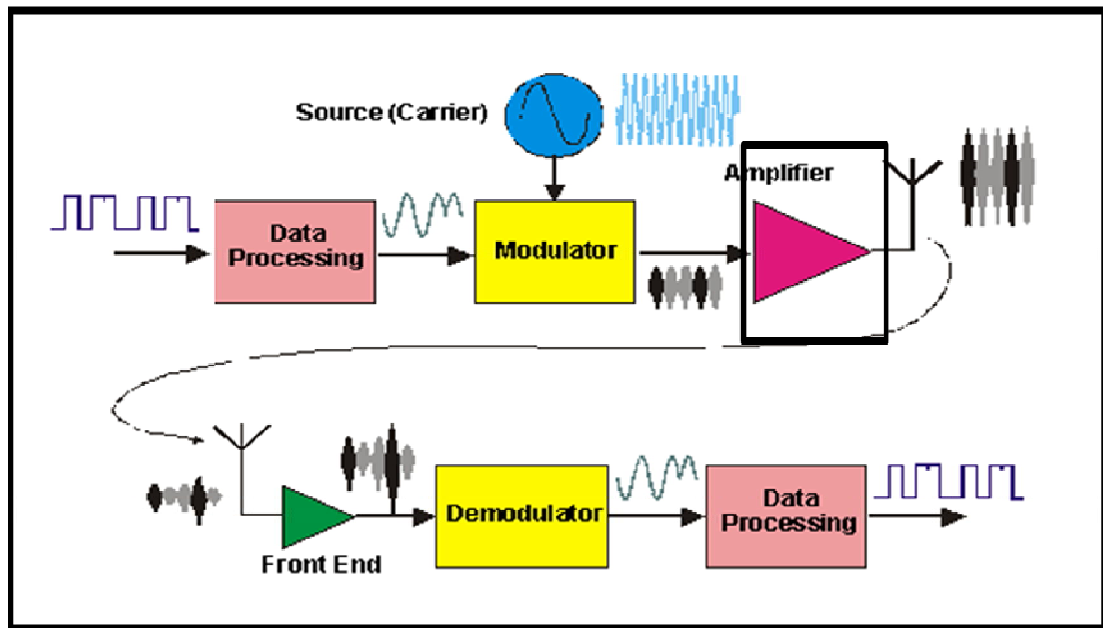 Source (Carrier)
Amplifier
Data
Processing
Modulator
Front End
Demodulator
Data
Processing